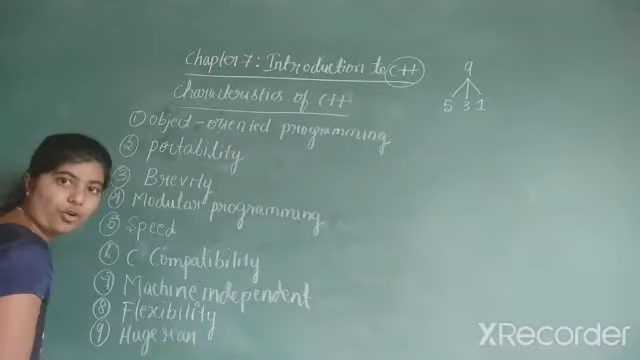 Chapter 7: Introduction to C++
Characteristics of C++
① Object-oriented programming
② portability
③ Brevity
④ Modular programming
⑤ Speed
⑥ C Compatibility
⑦ Machine independent
⑧ Flexibility
⑨ Huge
9
5 3 1
XRecorder